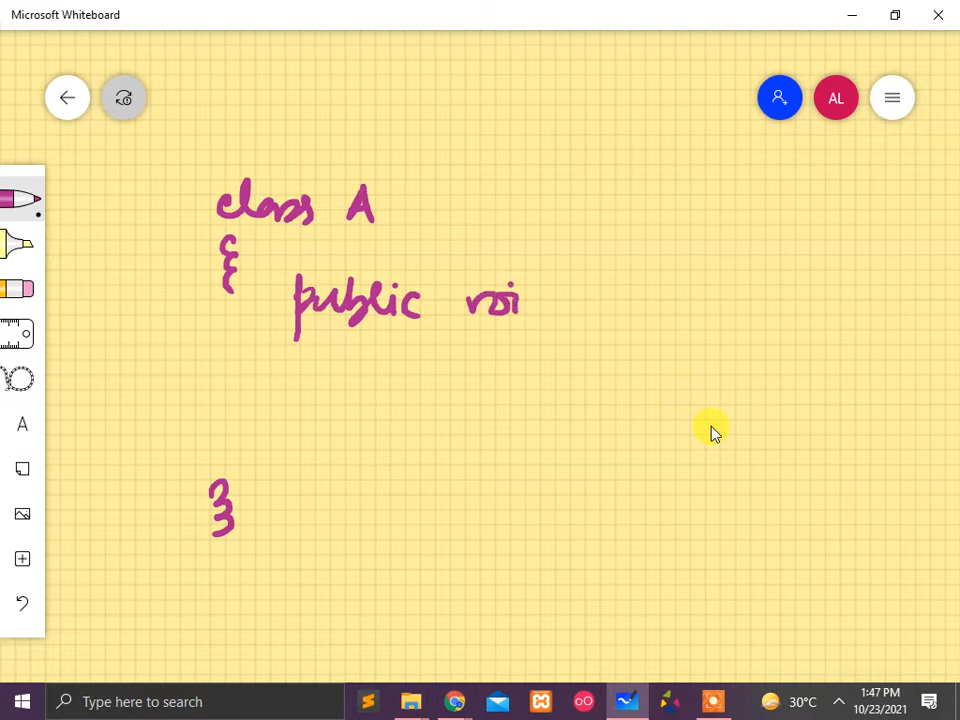 Microsoft Whiteboard
AL
class A
{
public voi
A
}
Type here to search
30°C
1:47 PM
10/23/2021